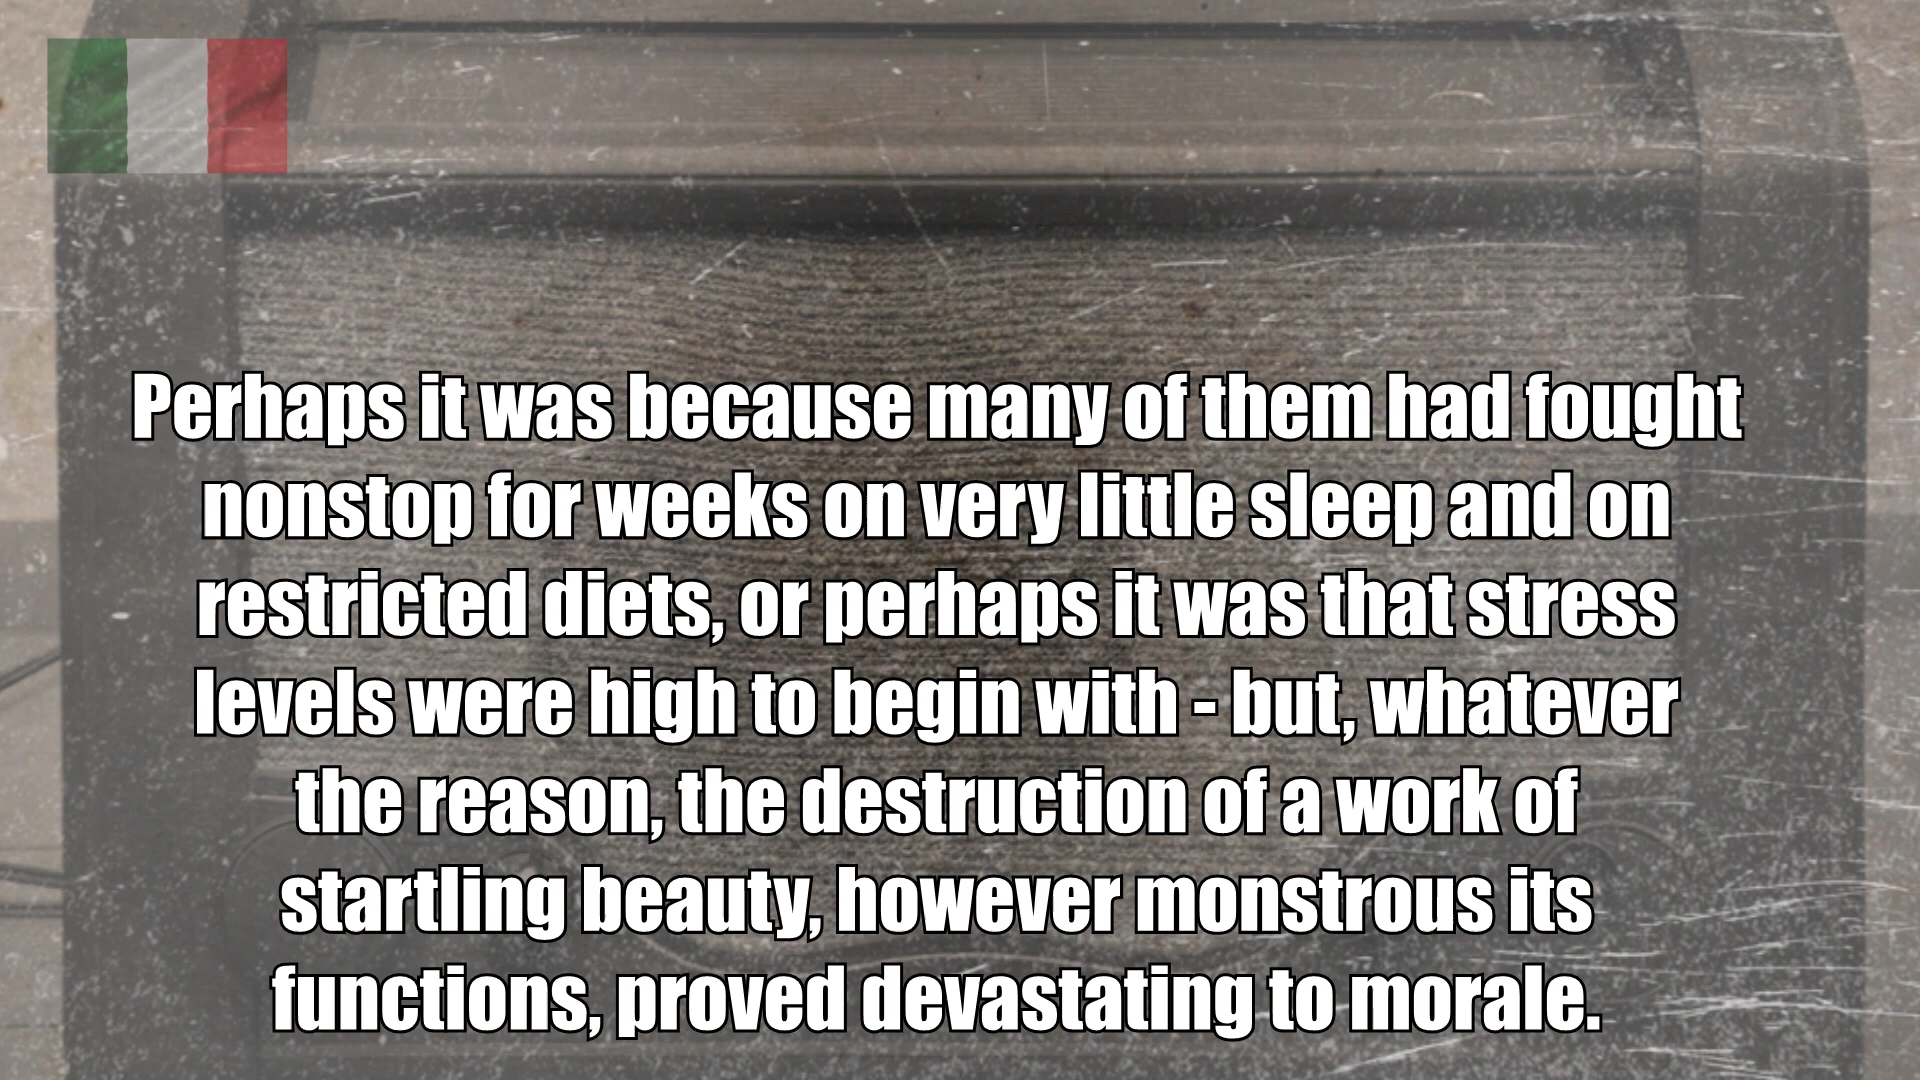 Perhaps it was because many of them had fought
nonstop for weeks on very little sleep and on
restricted diets, or perhaps it was that stress
levels were high to begin with - but, whatever
the reason, the destruction of a work of
startling beauty, however monstrous its
functions, proved devastating to morale.